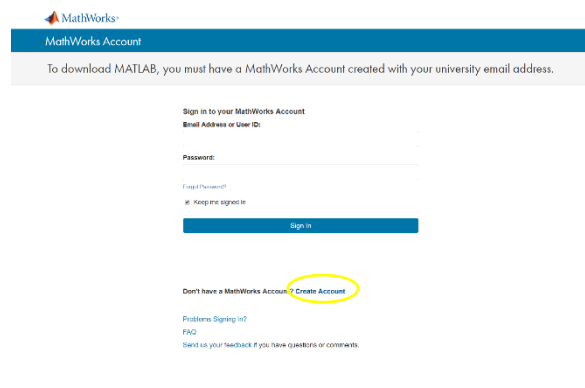 MathWorks®
MathWorks Account
To download MATLAB, you must have a MathWorks Account created with your university email address.
Sign in to your MathWorks Account
Email Address or User ID:
Password:
Forgot Password?
Keep me signed in
Sign In
Don't have a MathWorks Account? Create Account
Problems Signing In?
FAQ
Send us your feedback if you have questions or comments.